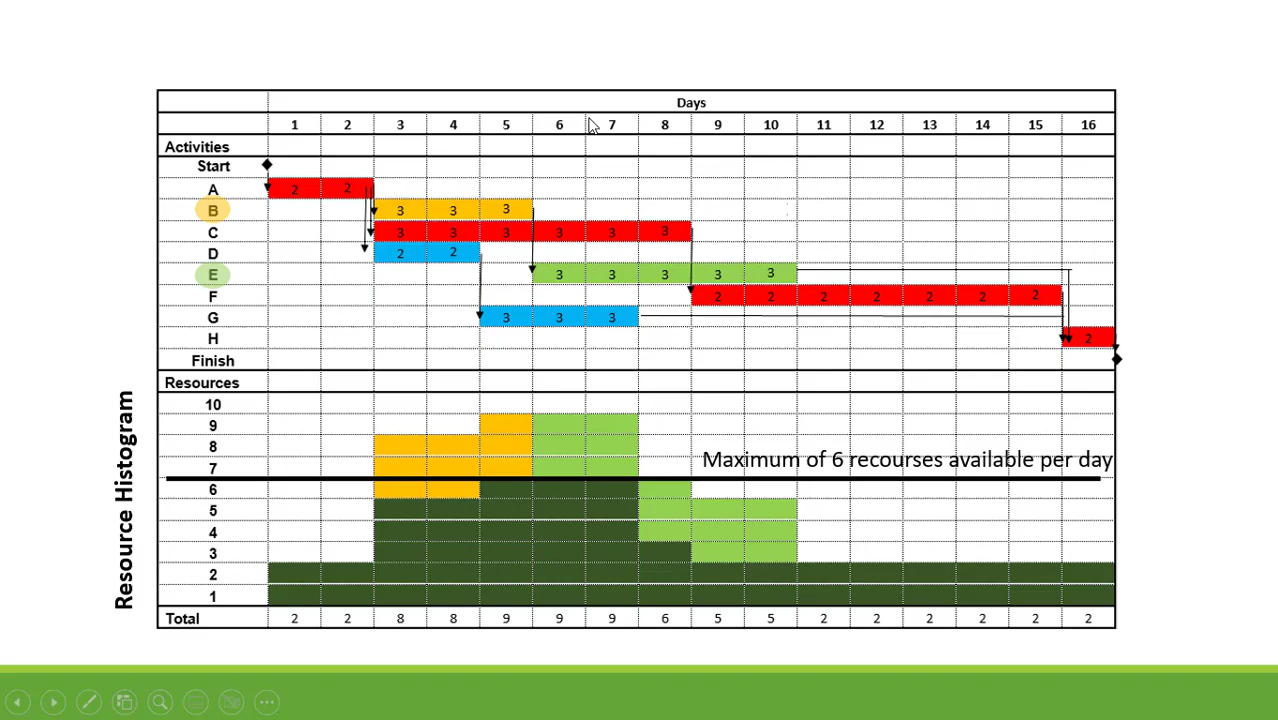 Days
1 2 3 4 5 6 7 8 9 10 11 12 13 14 15 16
Activities
Start
A 2 2
B 3 3 3
C 3 3 3 3 3 3
D 2 2
E 3 3 3 3 3
F 2 2 2 2 2 2 2
G 3 3 3
H 2
Finish
Resources
Resource Histogram
10
9
8
7 Maximum of 6 recourses available per day
6
5
4
3
2
1
Total 2 2 8 8 9 9 9 6 5 5 2 2 2 2 2 2